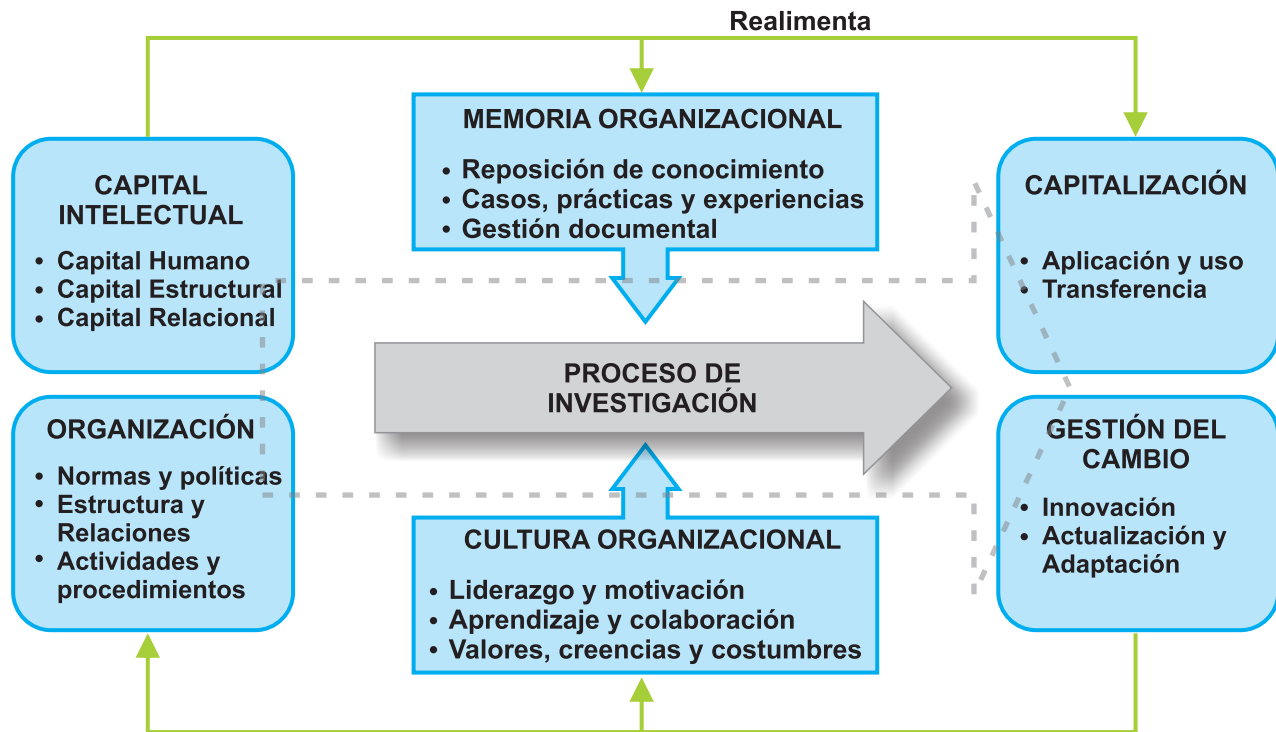 Realimenta
CAPITAL
INTELECTUAL
• Capital Humano
• Capital Estructural
• Capital Relacional
MEMORIA ORGANIZACIONAL
• Reposición de conocimiento
• Casos, prácticas y experiencias
• Gestión documental
CAPITALIZACIÓN
• Aplicación y uso
• Transferencia
PROCESO DE
INVESTIGACIÓN
ORGANIZACIÓN
• Normas y políticas
• Estructura y
Relaciones
• Actividades y
procedimientos
CULTURA ORGANIZACIONAL
• Liderazgo y motivación
• Aprendizaje y colaboración
• Valores, creencias y costumbres
GESTIÓN DEL
CAMBIO
• Innovación
• Actualización y
Adaptación